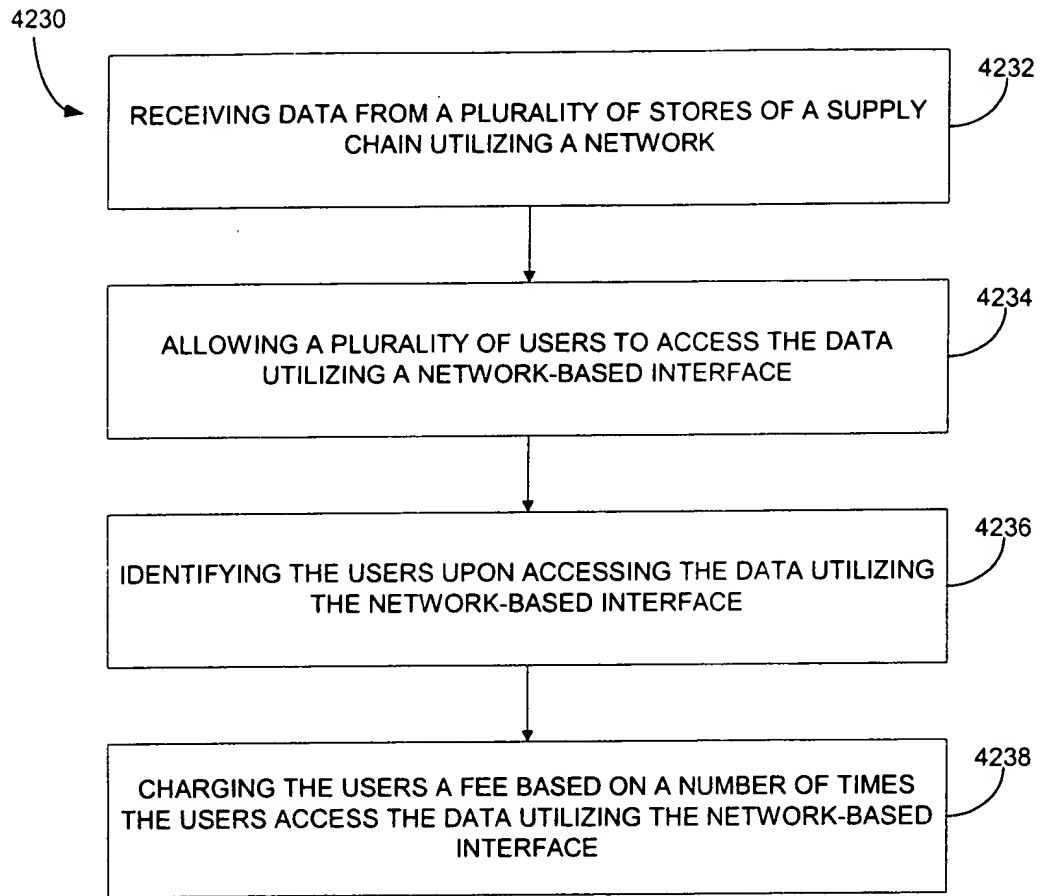 4230
4232
RECEIVING DATA FROM A PLURALITY OF STORES OF A SUPPLY
CHAIN UTILIZING A NETWORK
4234
ALLOWING A PLURALITY OF USERS TO ACCESS THE DATA
UTILIZING A NETWORK-BASED INTERFACE
4236
IDENTIFYING THE USERS UPON ACCESSING THE DATA UTILIZING
THE NETWORK-BASED INTERFACE
4238
CHARGING THE USERS A FEE BASED ON A NUMBER OF TIMES
THE USERS ACCESS THE DATA UTILIZING THE NETWORK-BASED
INTERFACE